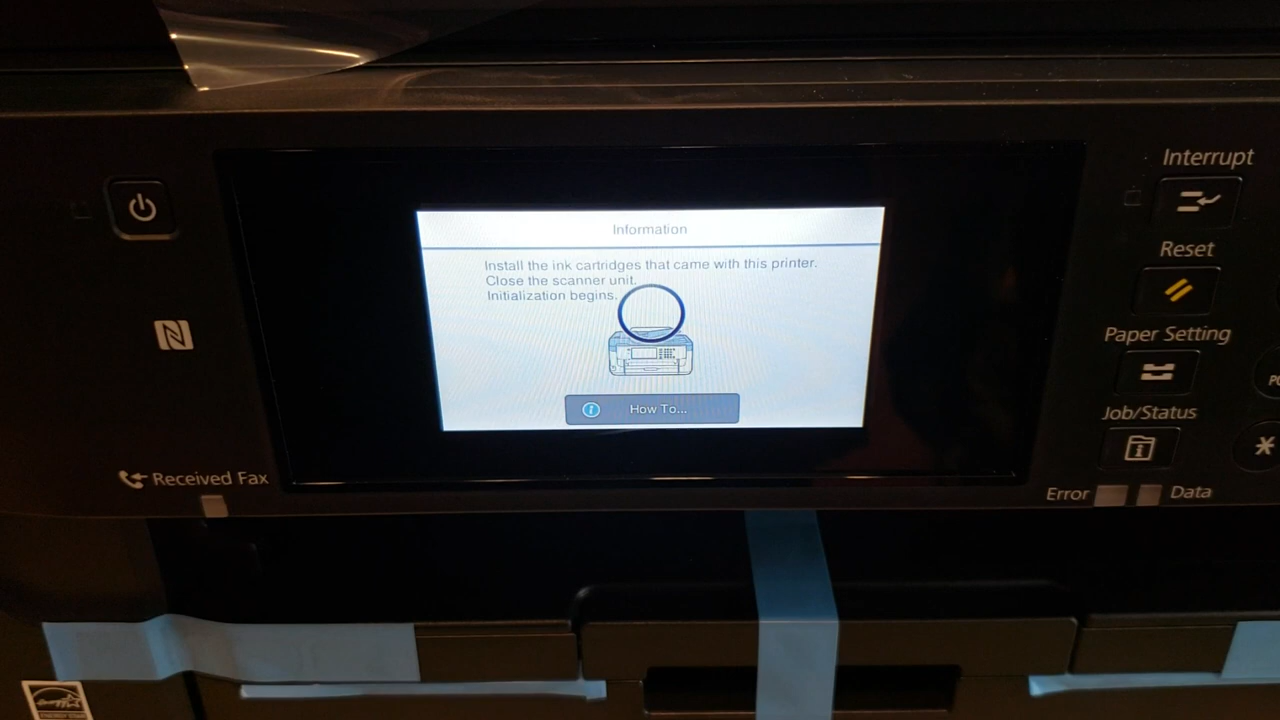 Interrupt
Information
Reset
Install the ink cartridges that came with this printer.
Close the scanner unit.
Initialization begins.
Paper Setting
How To...
Job/Status
Received Fax
Error
Data